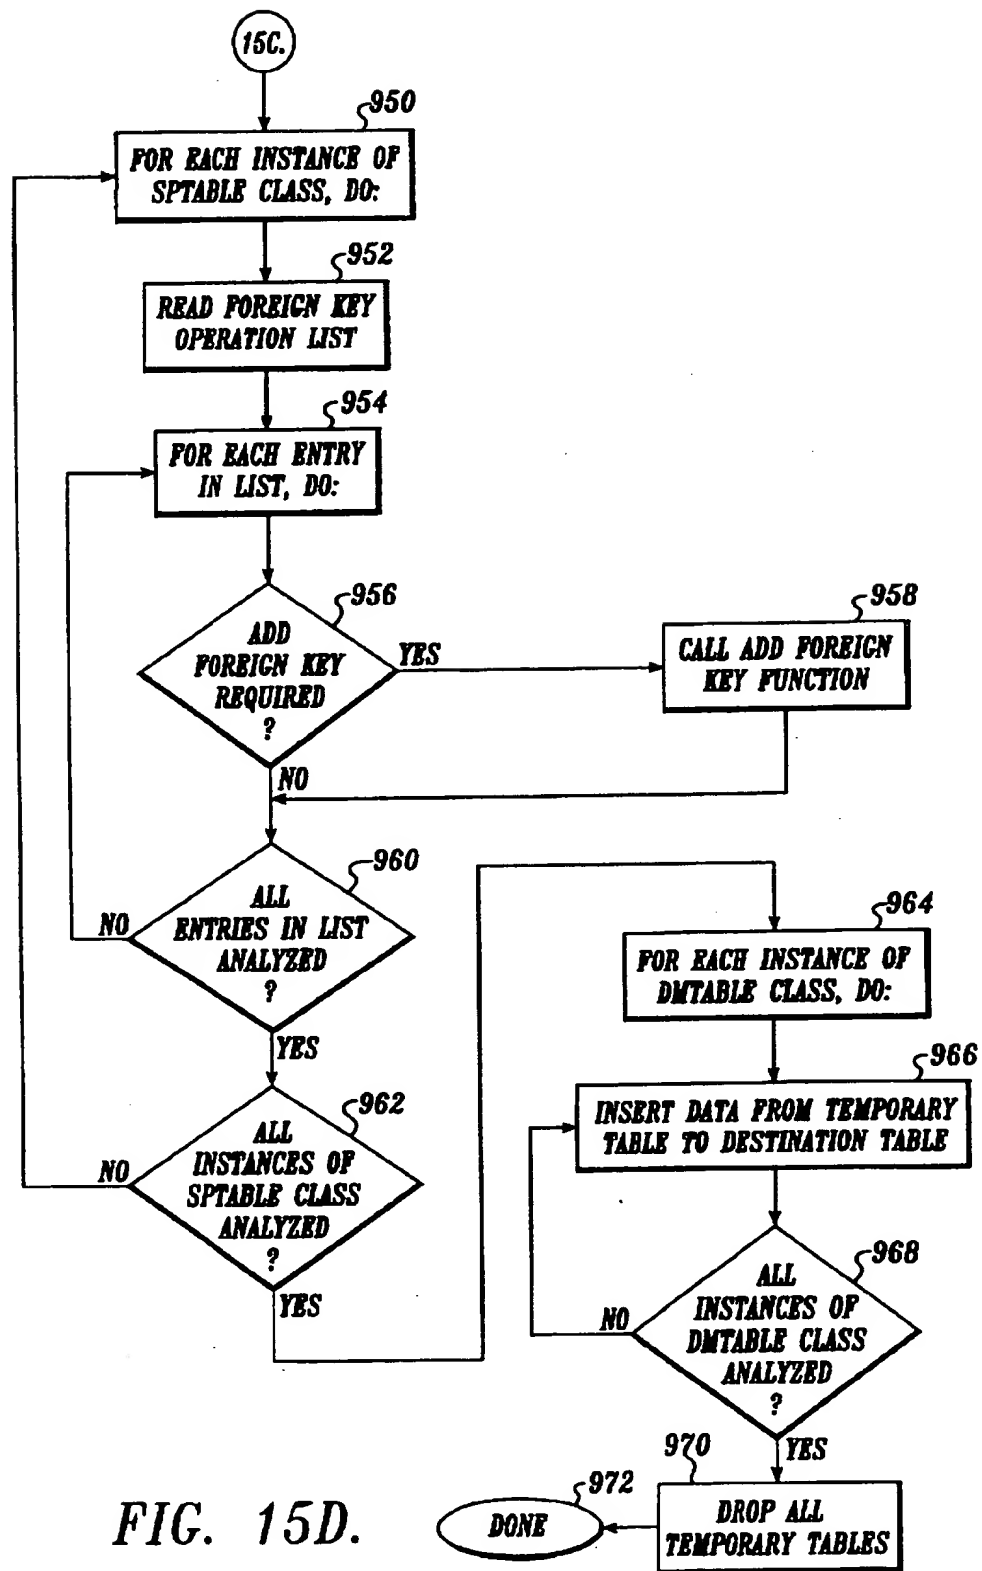 15C.
950
FOR EACH INSTANCE OF
SPTABLE CLASS, DO:
952
READ FOREIGN KEY
OPERATION LIST
954
FOR EACH ENTRY
IN LIST, DO:
956
ADD
FOREIGN KEY
REQUIRED
?
YES
NO
958
CALL ADD FOREIGN
KEY FUNCTION
960
ALL
ENTRIES IN LIST
ANALYZED
?
NO
YES
962
ALL
INSTANCES OF
SPTABLE CLASS
ANALYZED
?
NO
YES
964
FOR EACH INSTANCE OF
DMTABLE CLASS, DO:
966
INSERT DATA FROM TEMPORARY
TABLE TO DESTINATION TABLE
968
ALL
INSTANCES OF
DMTABLE CLASS
ANALYZED
?
NO
YES
970
DROP ALL
TEMPORARY TABLES
972
DONE
FIG. 15D.